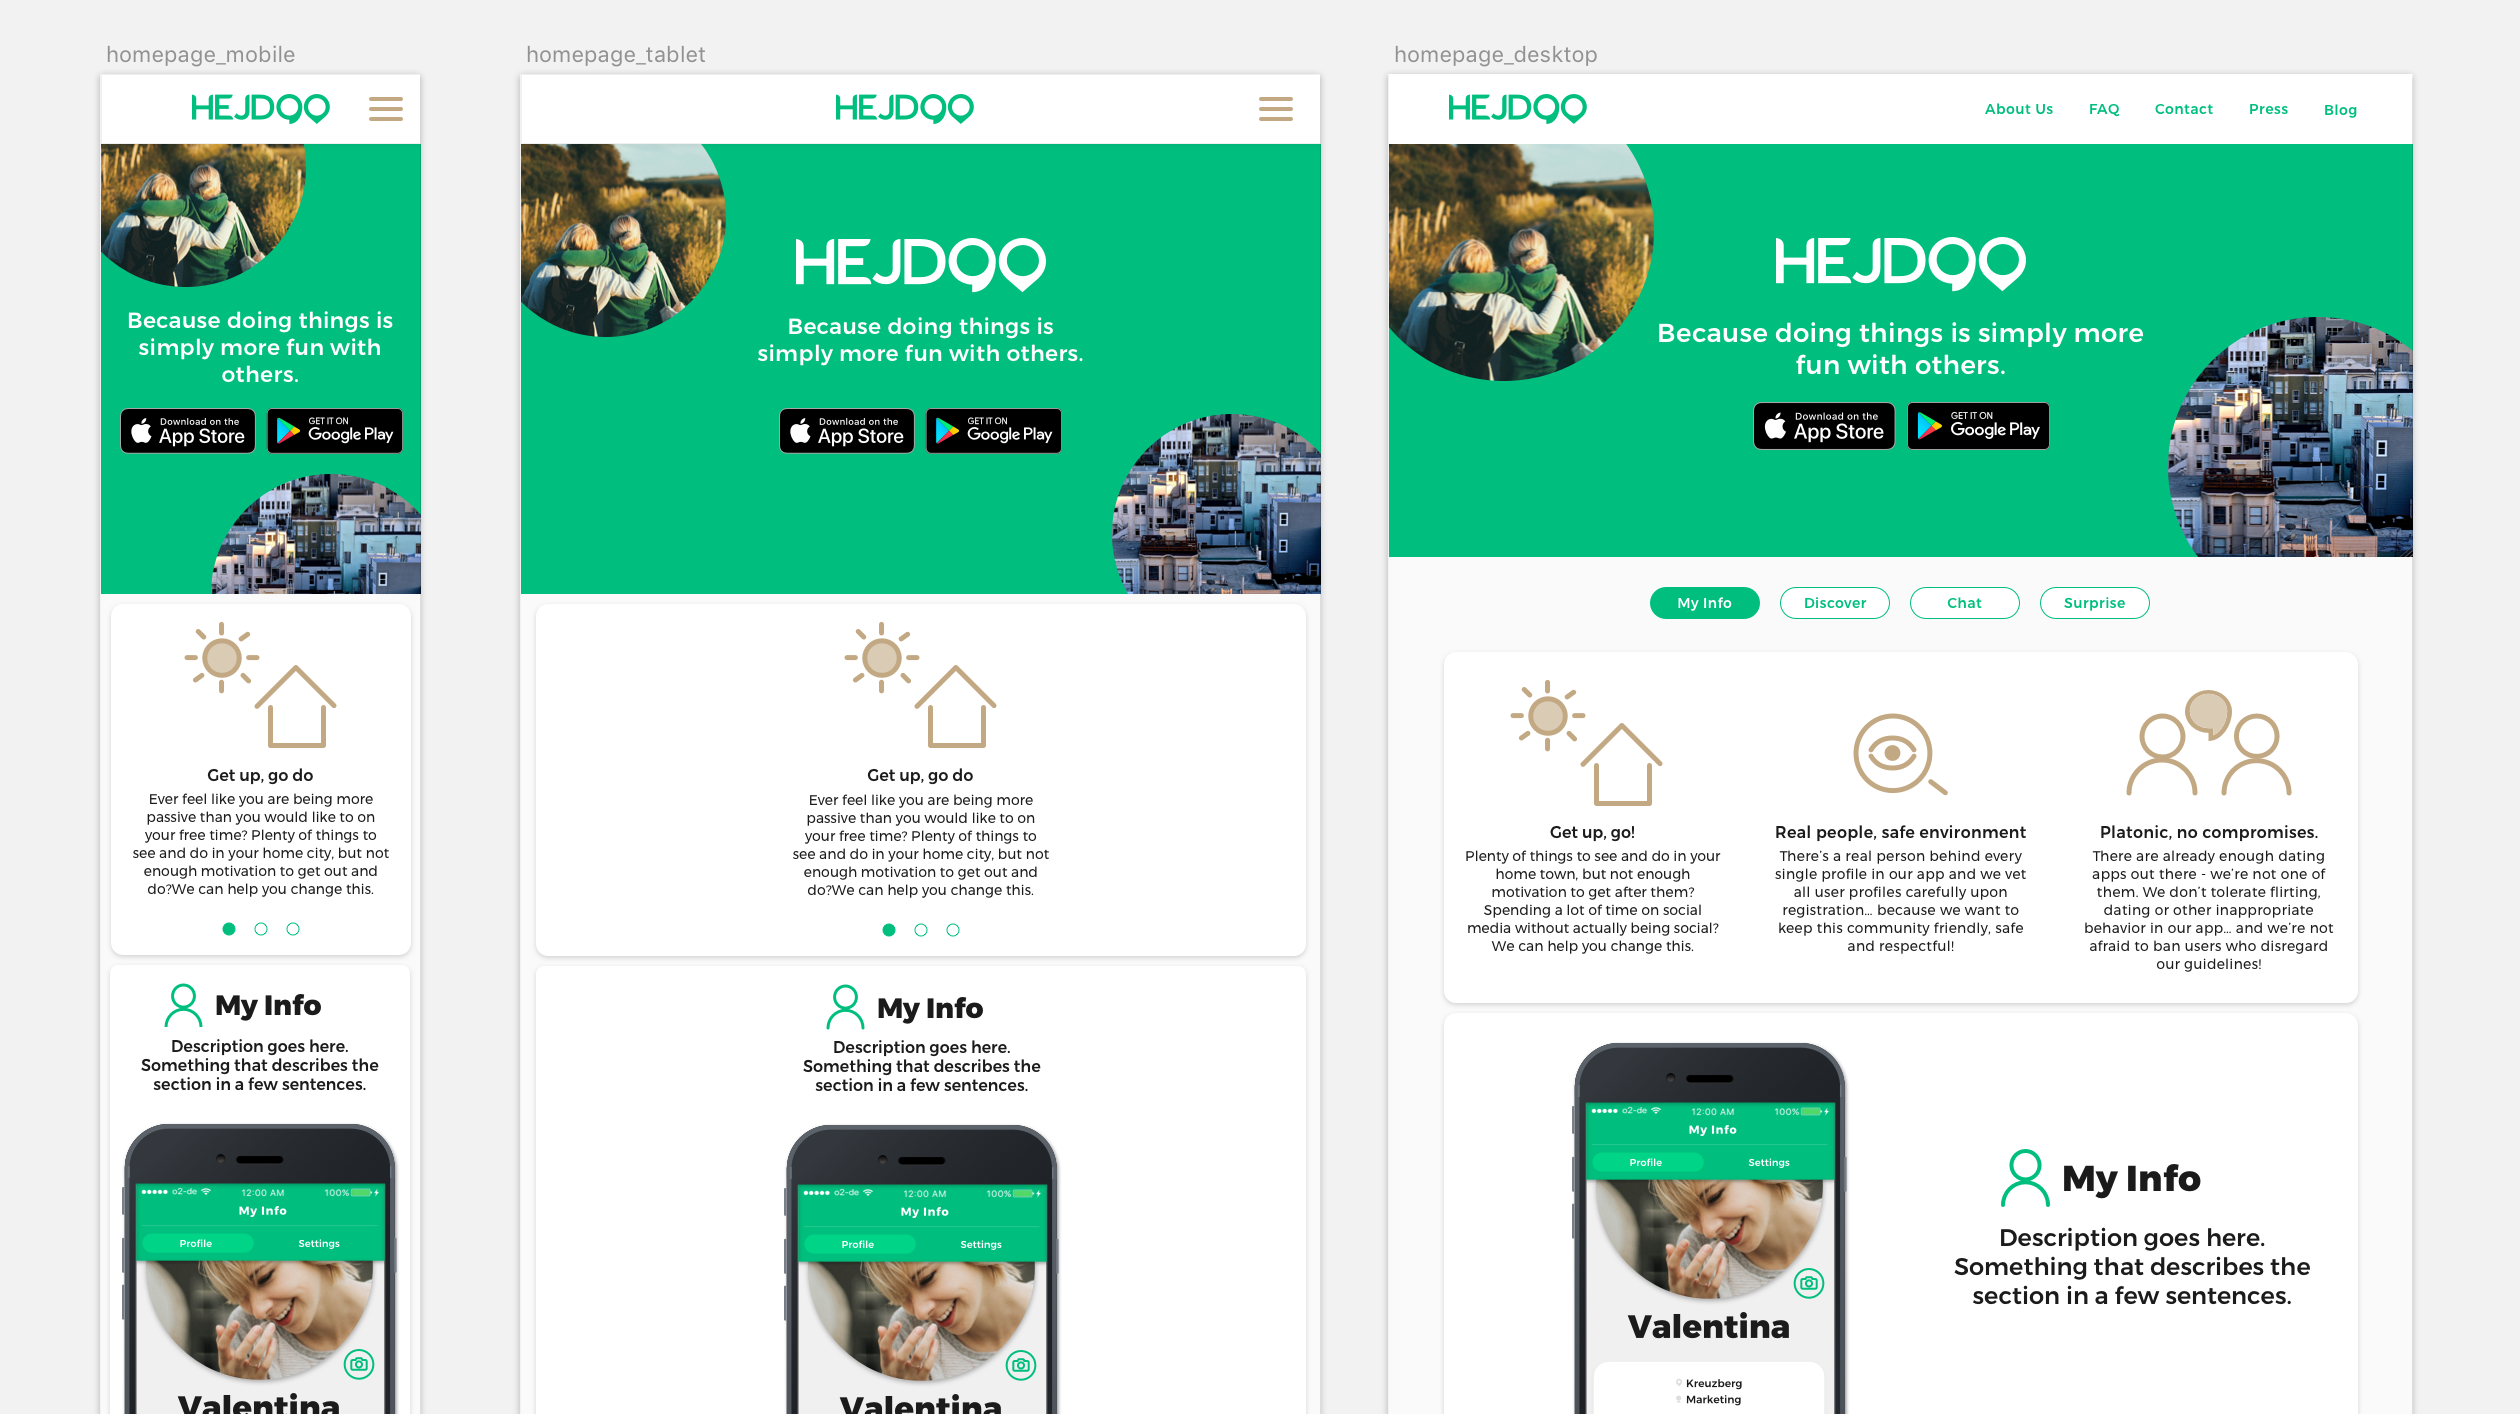 homepage_mobile
HEJDOO
Because doing things is
simply more fun with
others.
Download on the
App Store
GET IT ON
Google Play
Get up, go do
Ever feel like you are being more
passive than you would like to on
your free time? Plenty of things to
see and do in your home city, but not
enough motivation to get out and
do?We can help you change this.
My Info
Description goes here.
Something that describes the
section in a few sentences.
o2-de
12:00 AM
100%
My Info
Profile
Settings
Valentina
homepage_tablet
HEJDOO
HEJDOO
Because doing things is
simply more fun with others.
Download on the
App Store
GET IT ON
Google Play
Get up, go do
Ever feel like you are being more
passive than you would like to on
your free time? Plenty of things to
see and do in your home city, but not
enough motivation to get out and
do?We can help you change this.
My Info
Description goes here.
Something that describes the
section in a few sentences.
o2-de
12:00 AM
100%
My Info
Profile
Settings
Valentina
homepage_desktop
HEJDOO
About Us
FAQ
Contact
Press
Blog
HEJDOO
Because doing things is simply more
fun with others.
Download on the
App Store
GET IT ON
Google Play
My Info
Discover
Chat
Surprise
Get up, go!
Plenty of things to see and do in your
home town, but not enough
motivation to get after them?
Spending a lot of time on social
media without actually being social?
We can help you change this.
Real people, safe environment
There's a real person behind every
single profile in our app and we vet
all user profiles carefully upon
registration... because we want to
keep this community friendly, safe
and respectful!
Platonic, no compromises.
There are already enough dating
apps out there - we're not one of
them. We don't tolerate flirting,
dating or other inappropriate
behavior in our app... and we're not
afraid to ban users who disregard
our guidelines!
o2-de
12:00 AM
100%
My Info
Profile
Settings
Valentina
Kreuzberg
Marketing
My Info
Description goes here.
Something that describes the
section in a few sentences.